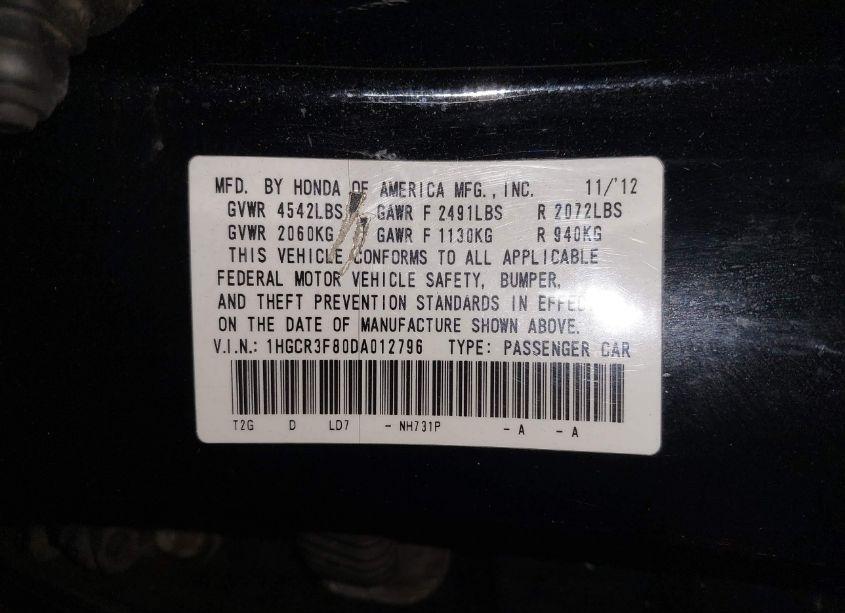 MFD. BY HONDA OF AMERICA MFG., INC. 11/'12
GVWR 4542LBS GAWR F 2491LBS R 2072LBS
GVWR 2060KG GAWR F 1130KG R 940KG
THIS VEHICLE CONFORMS TO ALL APPLICABLE
FEDERAL MOTOR VEHICLE SAFETY, BUMPER,
AND THEFT PREVENTION STANDARDS IN EFFECT
ON THE DATE OF MANUFACTURE SHOWN ABOVE.
V.I.N.: 1HGCR3F80DA012796 TYPE: PASSENGER CAR
T2G D LD7 - NH731P - A - A